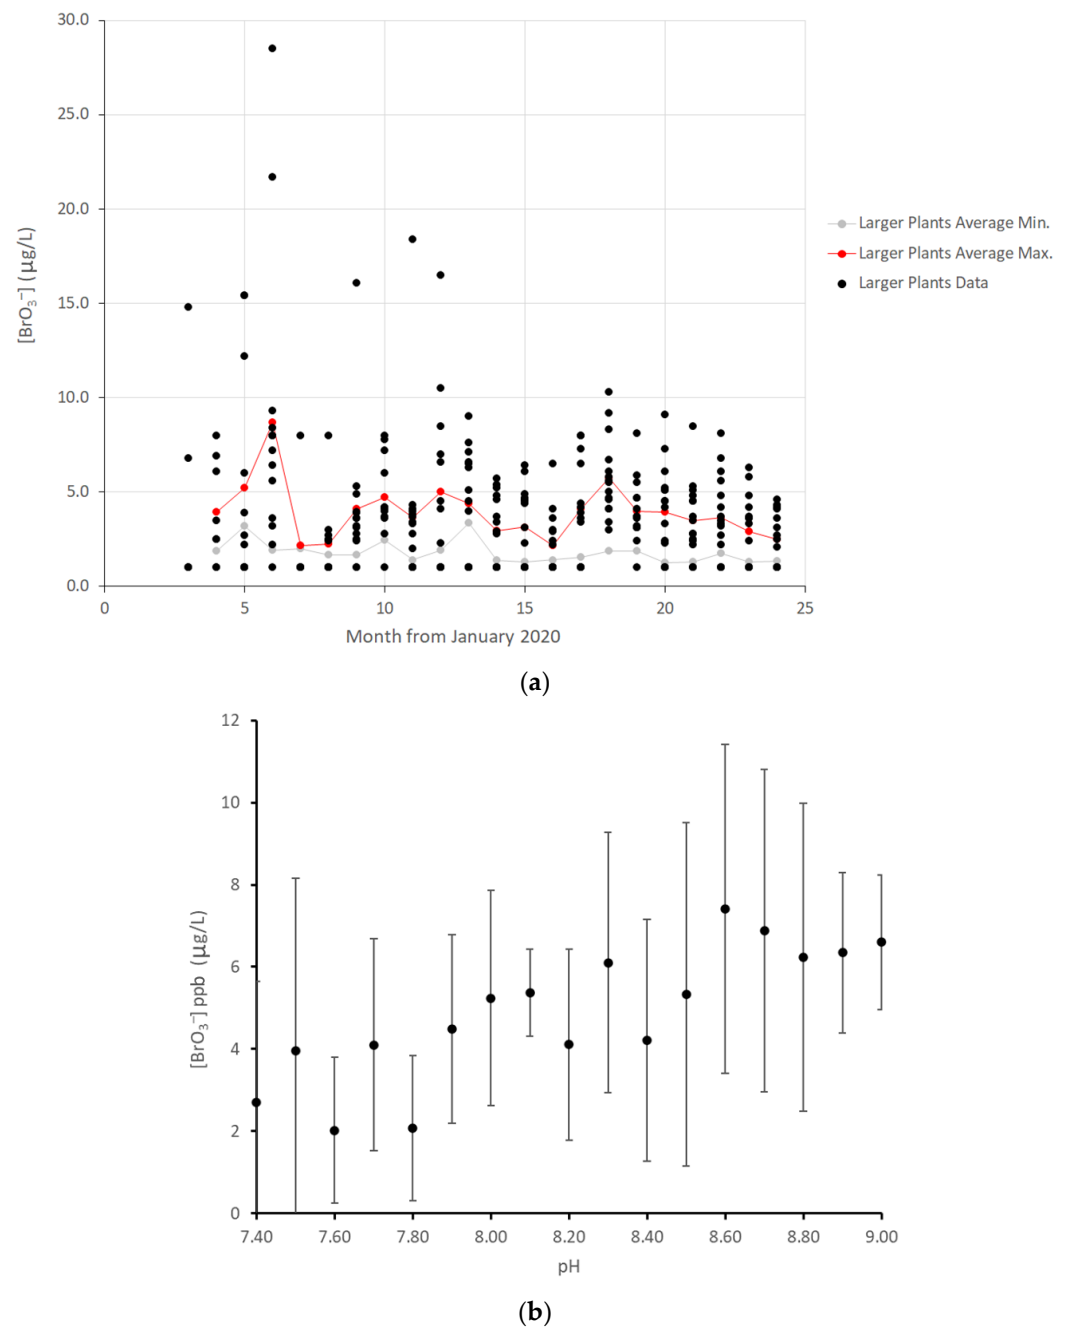 30.0
25.0
20.0
15.0
10.0
5.0
0.0
[BrO₃⁻] (µg/L)
0 5 10 15 20 25
Month from January 2020
Larger Plants Average Min.
Larger Plants Average Max.
Larger Plants Data
(a)
12
10
8
6
4
2
0
[BrO₃⁻] ppb (µg/L)
7.40 7.60 7.80 8.00 8.20 8.40 8.60 8.80 9.00
pH
(b)